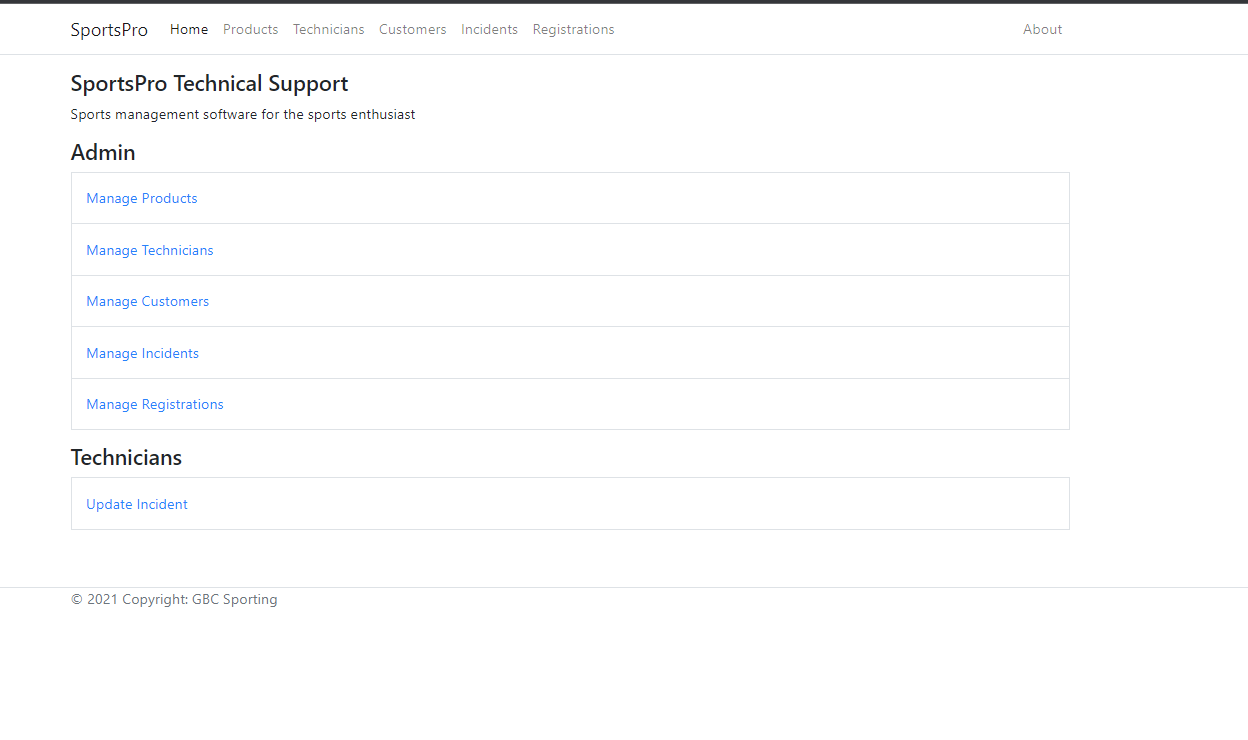 SportsPro Home Products Technicians Customers Incidents Registrations About
SportsPro Technical Support
Sports management software for the sports enthusiast
Admin
Manage Products
Manage Technicians
Manage Customers
Manage Incidents
Manage Registrations
Technicians
Update Incident
© 2021 Copyright: GBC Sporting